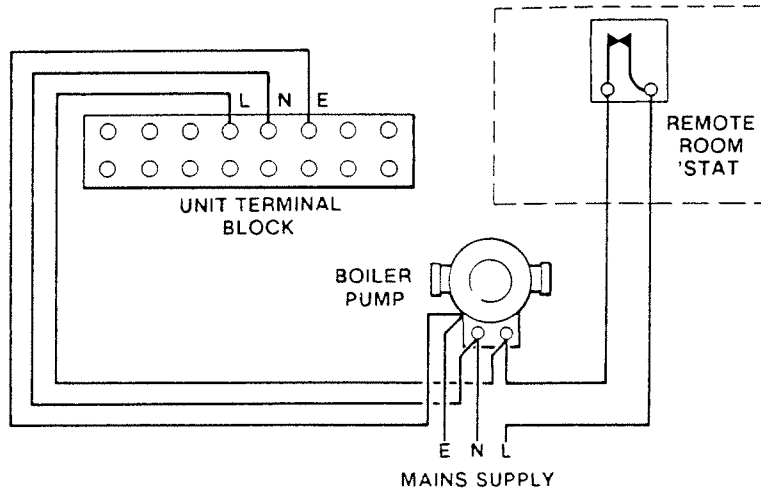 L N E
UNIT TERMINAL
BLOCK
REMOTE
ROOM
'STAT
BOILER
PUMP
E N L
MAINS SUPPLY